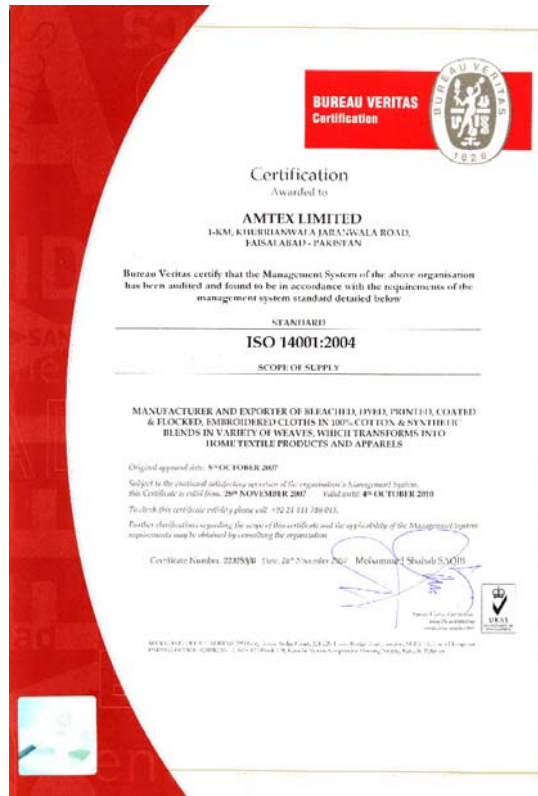 BUREAU VERITAS
Certification
BUREAU VERITAS
1828
Certification
Awarded to
AMTEX LIMITED
1-KM, KHURRIANWALA JARANWALA ROAD,
FAISALABAD - PAKISTAN
Bureau Veritas certify that the Management System of the above organisation
has been audited and found to be in accordance with the requirements of the
management system standard detailed below
STANDARD
ISO 14001:2004
SCOPE OF SUPPLY
MANUFACTURER AND EXPORTER OF BLEACHED, DYED, PRINTED, COATED
& FLOCKED, EMBROIDERED CLOTHS IN 100% COTTON & SYNTHETIC
BLENDS IN VARIETY OF WEAVES, WHICH TRANSFORMS INTO
HOME TEXTILE PRODUCTS AND APPARELS
Original approval date: 5th OCTOBER 2007
Subject to the continued satisfactory operation of the organisation's Management System,
this Certificate is valid from: 26th NOVEMBER 2007 Valid until: 4th OCTOBER 2010
To check this certificate validity please call: +92 21 111 786 015.
Further clarifications regarding the scope of this certificate and the applicability of the Management System
requirements may be obtained by consulting the organisation
Certificate Number: Date: 26th November 2007 Mohammed SAQIB
UKAS